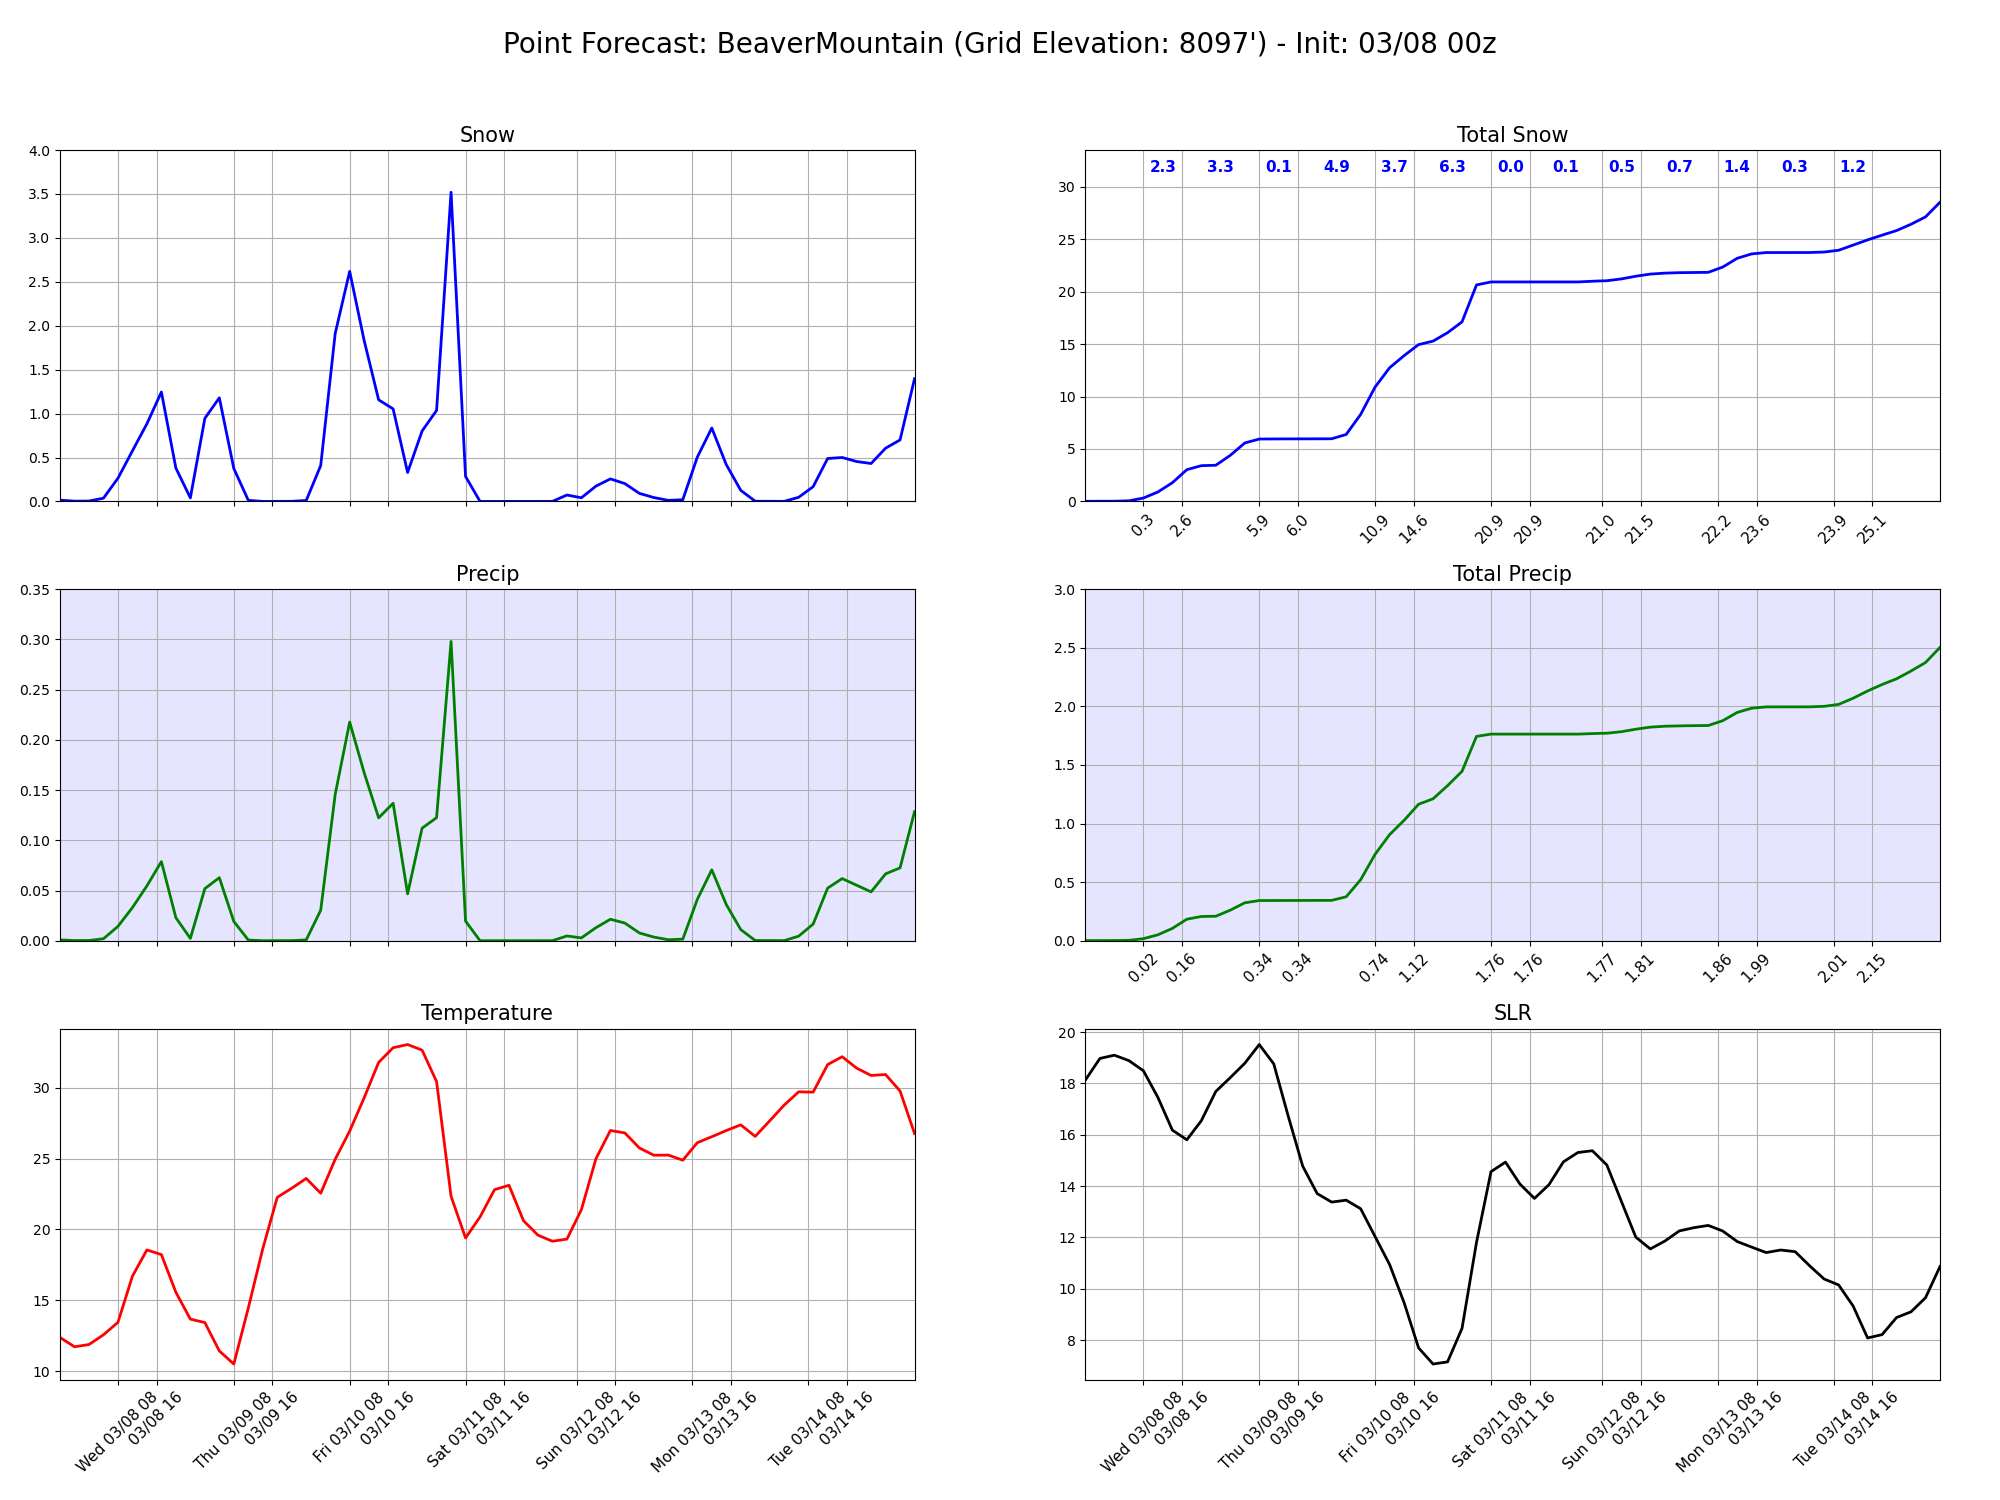 Point Forecast: BeaverMountain (Grid Elevation: 8097') - Init: 03/08 00z
Snow
4.0
3.5
3.0
2.5
2.0
1.5
1.0
0.5
0.0
Total Snow
2.3 3.3 0.1 4.9 3.7 6.3 0.0 0.1 0.5 0.7 1.4 0.3 1.2
30
25
20
15
10
5
0
0.3 2.6 5.9 6.0 10.9 14.6 20.9 20.9 21.0 21.5 22.2 23.6 23.9 25.1
Precip
0.35
0.30
0.25
0.20
0.15
0.10
0.05
0.00
Total Precip
3.0
2.5
2.0
1.5
1.0
0.5
0.0
0.02 0.16 0.34 0.34 0.74 1.12 1.76 1.76 1.77 1.81 1.86 1.99 2.01 2.15
Temperature
30
25
20
15
10
Wed 03/08 08
03/08 16
Thu 03/09 08
03/09 16
Fri 03/10 08
03/10 16
Sat 03/11 08
03/11 16
Sun 03/12 08
03/12 16
Mon 03/13 08
03/13 16
Tue 03/14 08
03/14 16
SLR
20
18
16
14
12
10
8
Wed 03/08 08
03/08 16
Thu 03/09 08
03/09 16
Fri 03/10 08
03/10 16
Sat 03/11 08
03/11 16
Sun 03/12 08
03/12 16
Mon 03/13 08
03/13 16
Tue 03/14 08
03/14 16